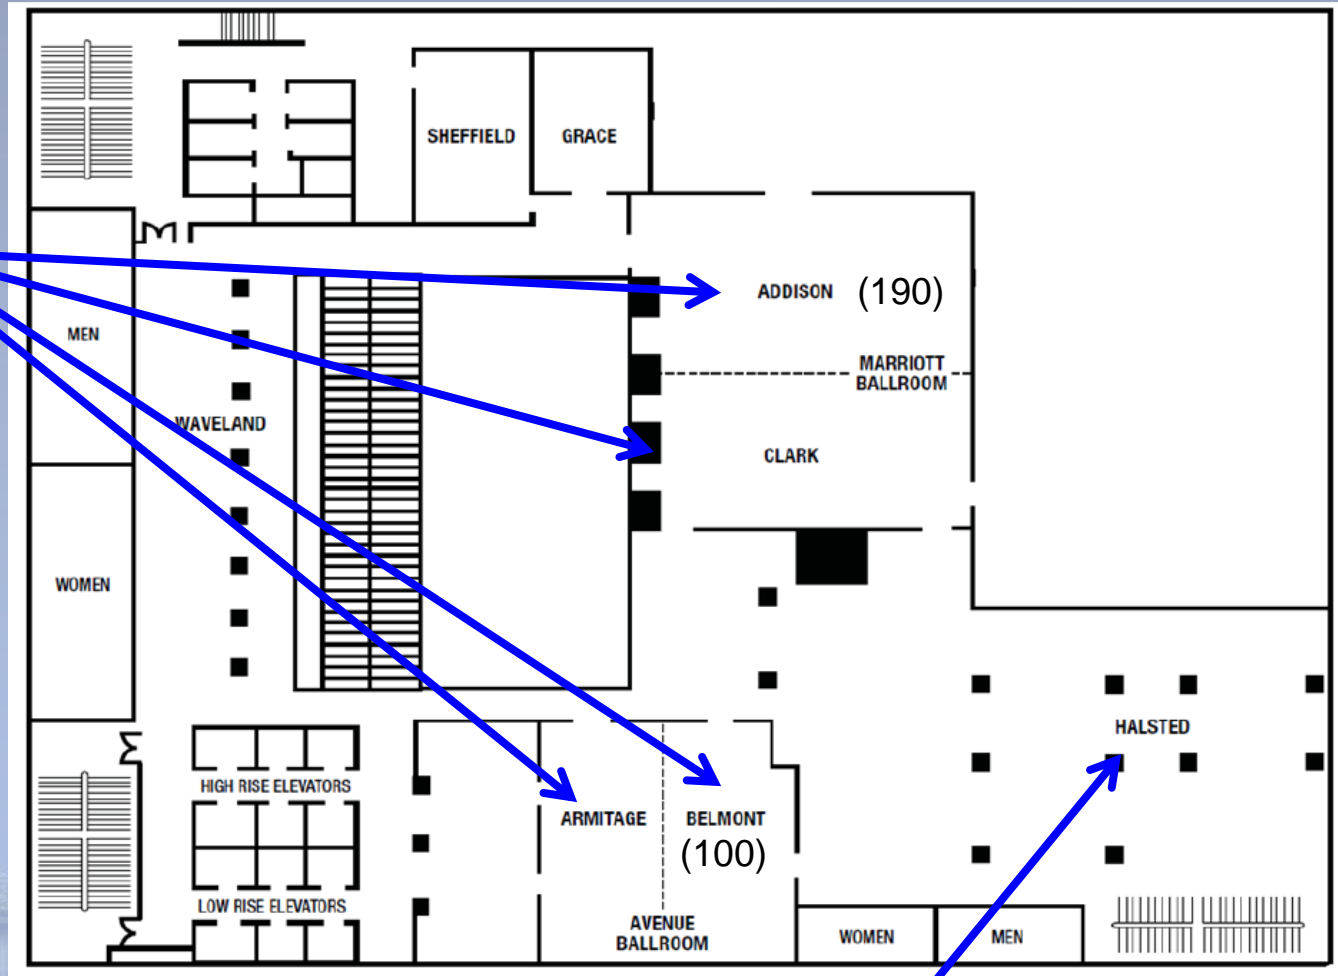 SHEFFIELD
GRACE
ADDISON (190)
MEN
MARRIOTT
BALLROOM
WAVELAND
CLARK
WOMEN
HALSTED
HIGH RISE ELEVATORS
ARMITAGE
BELMONT
(100)
LOW RISE ELEVATORS
AVENUE
BALLROOM
WOMEN
MEN